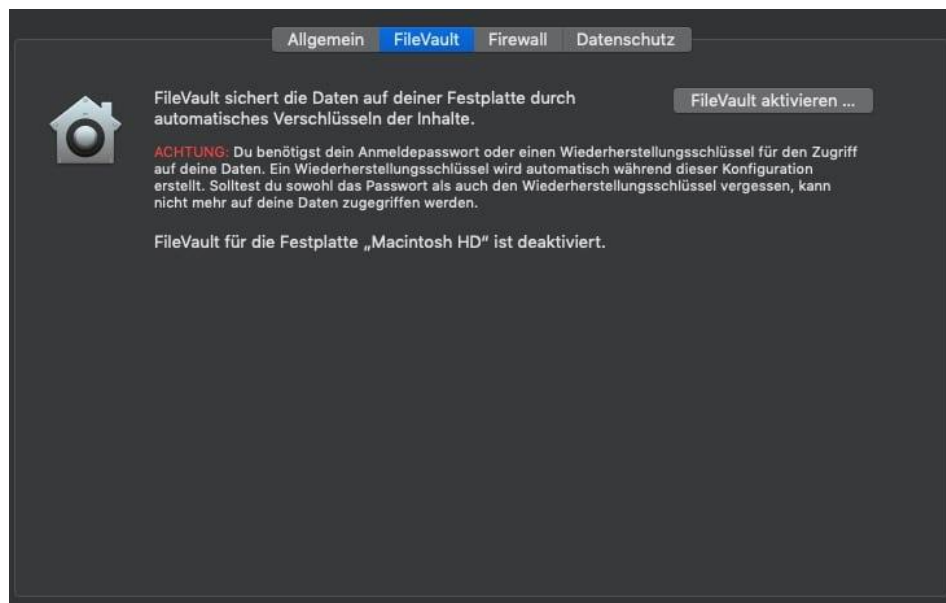 Allgemein FileVault Firewall Datenschutz
FileVault sichert die Daten auf deiner Festplatte durch
automatisches Verschlüsseln der Inhalte.
FileVault aktivieren ...
ACHTUNG: Du benötigst dein Anmeldepasswort oder einen Wiederherstellungsschlüssel für den Zugriff
auf deine Daten. Ein Wiederherstellungsschlüssel wird automatisch während dieser Konfiguration
erstellt. Solltest du sowohl das Passwort als auch den Wiederherstellungsschlüssel vergessen, kann
nicht mehr auf deine Daten zugegriffen werden.
FileVault für die Festplatte „Macintosh HD“ ist deaktiviert.